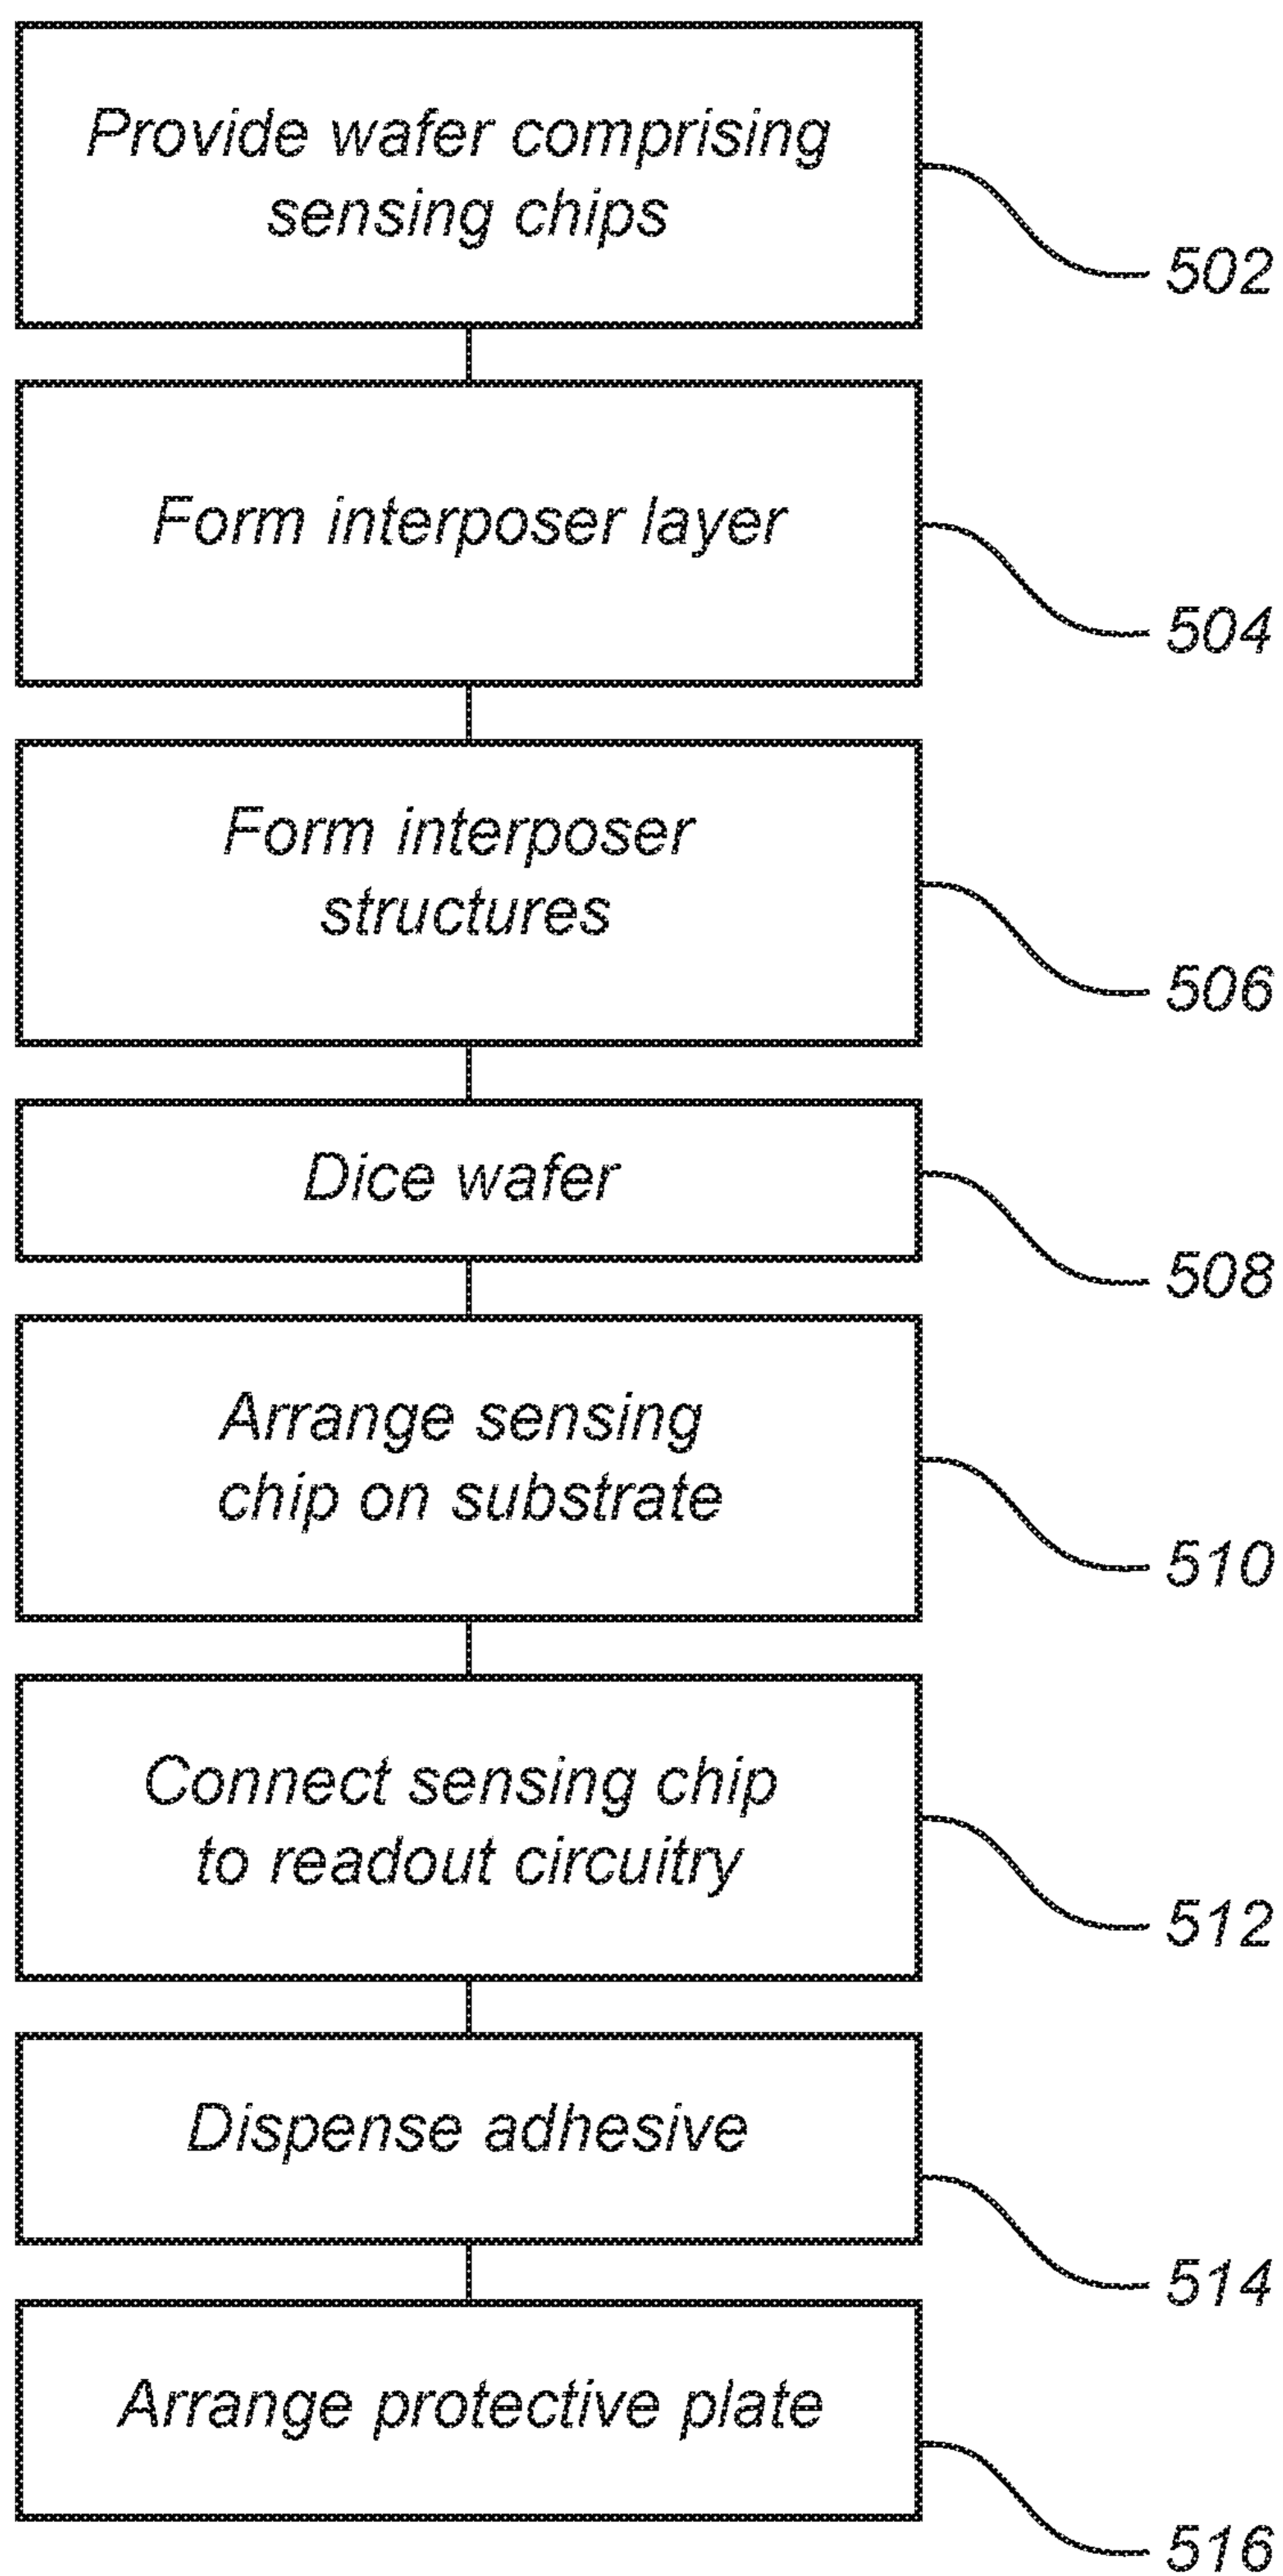 Provide wafer comprising
sensing chips
502
Form interposer layer
504
Form interposer
structures
506
Dice wafer
508
Arrange sensing
chip on substrate
510
Connect sensing chip
to readout circuitry
512
Dispense adhesive
514
Arrange protective plate
516